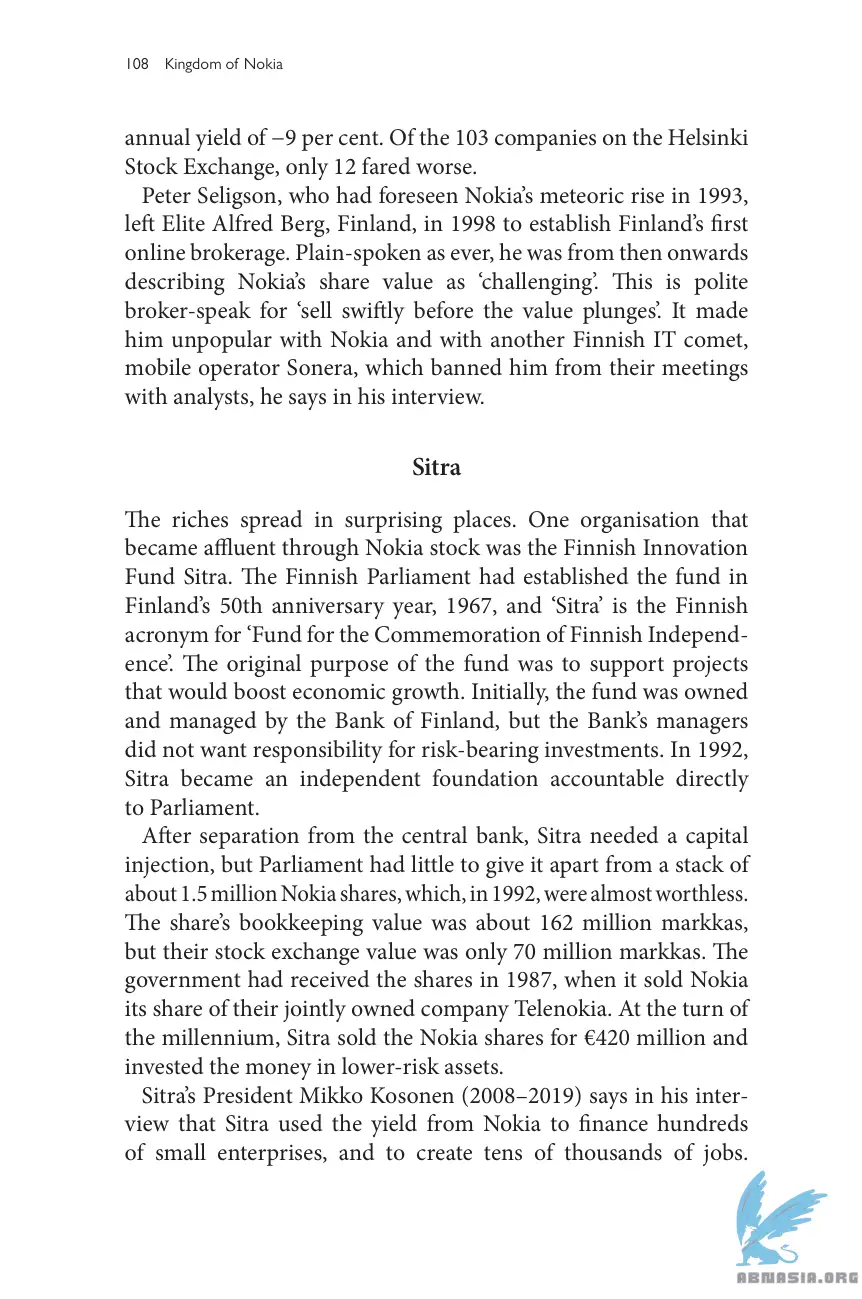 108 Kingdom of Nokia
annual yield of −9 per cent. Of the 103 companies on the Helsinki
Stock Exchange, only 12 fared worse.
Peter Seligson, who had foreseen Nokia’s meteoric rise in 1993,
left Elite Alfred Berg, Finland, in 1998 to establish Finland’s first
online brokerage. Plain-spoken as ever, he was from then onwards
describing Nokia’s share value as ‘challenging’. This is polite
broker-speak for ‘sell swiftly before the value plunges’. It made
him unpopular with Nokia and with another Finnish IT comet,
mobile operator Sonera, which banned him from their meetings
with analysts, he says in his interview.
Sitra
The riches spread in surprising places. One organisation that
became affluent through Nokia stock was the Finnish Innovation
Fund Sitra. The Finnish Parliament had established the fund in
Finland’s 50th anniversary year, 1967, and ‘Sitra’ is the Finnish
acronym for ‘Fund for the Commemoration of Finnish Independ-
ence’. The original purpose of the fund was to support projects
that would boost economic growth. Initially, the fund was owned
and managed by the Bank of Finland, but the Bank’s managers
did not want responsibility for risk-bearing investments. In 1992,
Sitra became an independent foundation accountable directly
to Parliament.
After separation from the central bank, Sitra needed a capital
injection, but Parliament had little to give it apart from a stack of
about 1.5 million Nokia shares, which, in 1992, were almost worthless.
The share’s bookkeeping value was about 162 million markkas,
but their stock exchange value was only 70 million markkas. The
government had received the shares in 1987, when it sold Nokia
its share of their jointly owned company Telenokia. At the turn of
the millennium, Sitra sold the Nokia shares for €420 million and
invested the money in lower-risk assets.
Sitra’s President Mikko Kosonen (2008–2019) says in his inter-
view that Sitra used the yield from Nokia to finance hundreds
of small enterprises, and to create tens of thousands of jobs.
ABNASIA.ORG